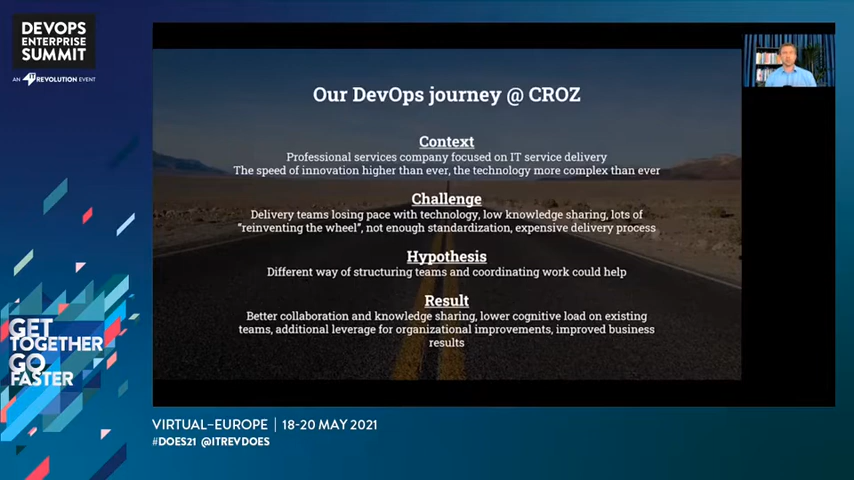 DEVOPS
ENTERPRISE
SUMMIT
AN IT REVOLUTION EVENT
Our DevOps journey @ CROZ
Context
Professional services company focused on IT service delivery
The speed of innovation higher than ever, the technology more complex than ever
Challenge
Delivery teams losing pace with technology, low knowledge sharing, lots of
"reinventing the wheel", not enough standardization, expensive delivery process
Hypothesis
Different way of structuring teams and coordinating work could help
Result
Better collaboration and knowledge sharing, lower cognitive load on existing
teams, additional leverage for organizational improvements, improved business
results
GET
TOGETHER
GO
FASTER
VIRTUAL-EUROPE | 18-20 MAY 2021
#DOES21 @ITREVDOES